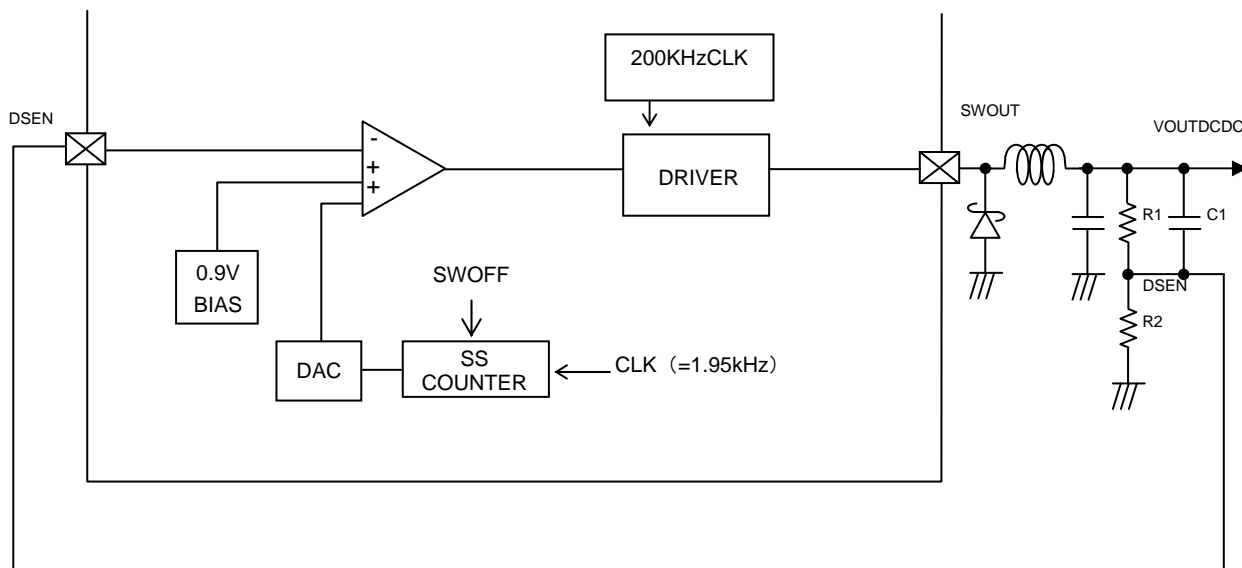 200KHzCLK
DSEN
SWOUT
VOUTDCDC
-
+
+
DRIVER
R1
C1
0.9V
BIAS
SWOFF
DSEN
R2
DAC
SS
COUNTER
CLK（=1.95kHz）